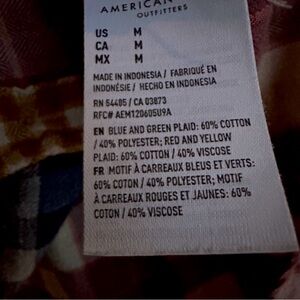 AMERICAN
OUTFITTERS
US M
CA M
MX M
MADE IN INDONESIA / FABRIQUÉ EN
INDONÉSIE / HECHO EN INDONESIA
RN 54485 / CA 03873
RFC# AEM120605U9A
EN BLUE AND GREEN PLAID: 60% COTTON
/ 40% POLYESTER; RED AND YELLOW
PLAID: 60% COTTON / 40% VISCOSE
FR MOTIF À CARREAUX BLEUS ET VERTS:
60% COTON / 40% POLYESTER; MOTIF
À CARREAUX ROUGES ET JAUNES: 60%
COTON / 40% VISCOSE